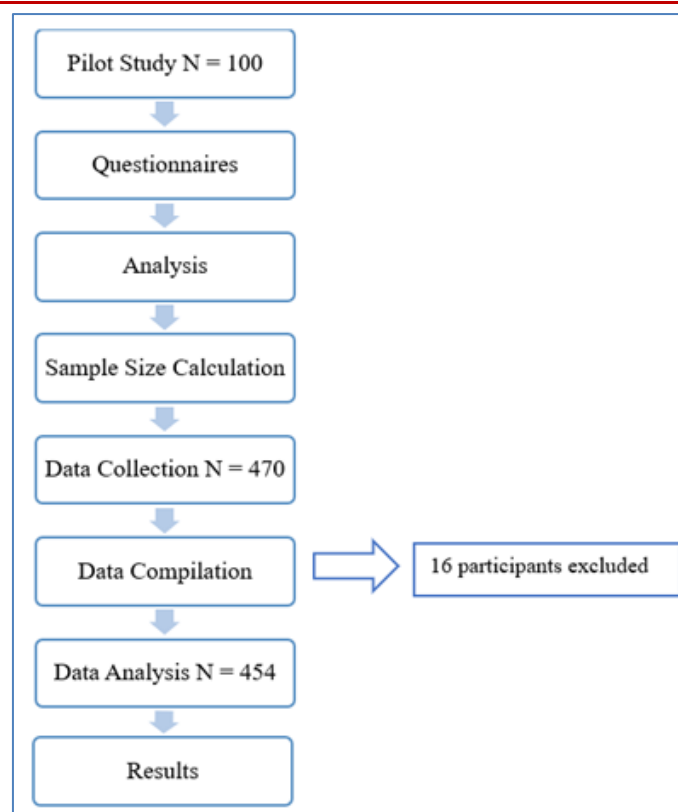 Pilot Study N = 100
Questionnaires
Analysis
Sample Size Calculation
Data Collection N = 470
Data Compilation
16 participants excluded
Data Analysis N = 454
Results